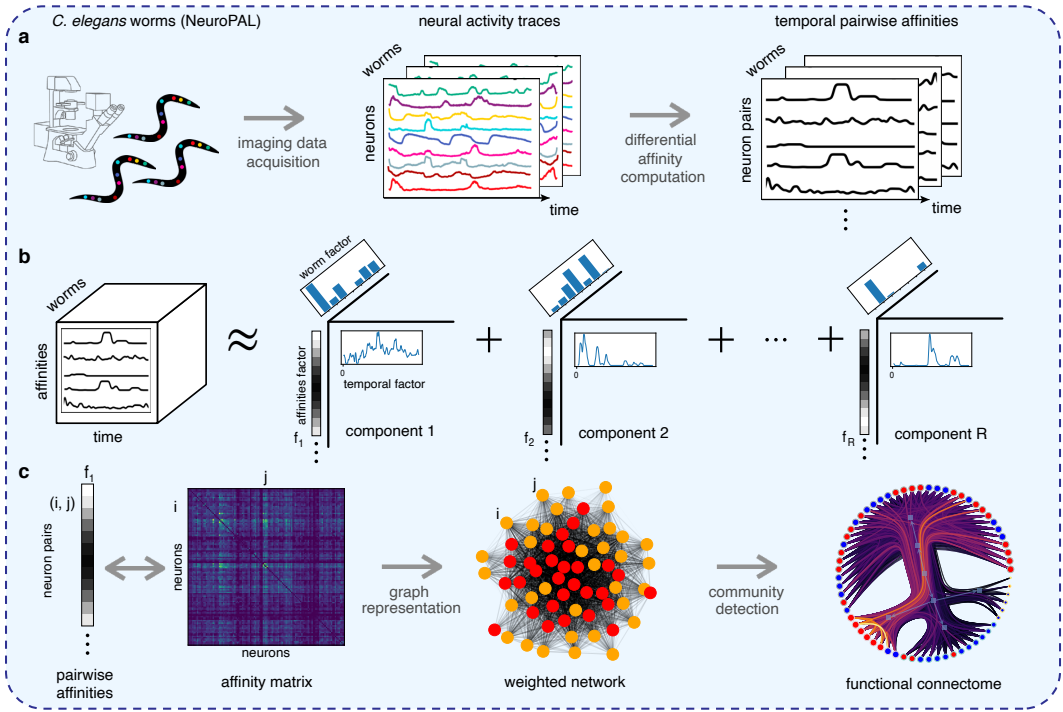 C. elegans worms (NeuroPAL)
neural activity traces
temporal pairwise affinities
a
worms
neurons
time
imaging data
acquisition
differential
affinity
computation
worms
neuron pairs
time
b
worms
affinities
time
≈
worm factor
affinities factor
0
temporal factor
f1
component 1
+
0
f2
component 2
+
...
+
0
fR
component R
c
f1
(i, j)
neuron pairs
pairwise
affinities
j
i
neurons
neurons
affinity matrix
graph
representation
j
i
weighted network
community
detection
functional connectome